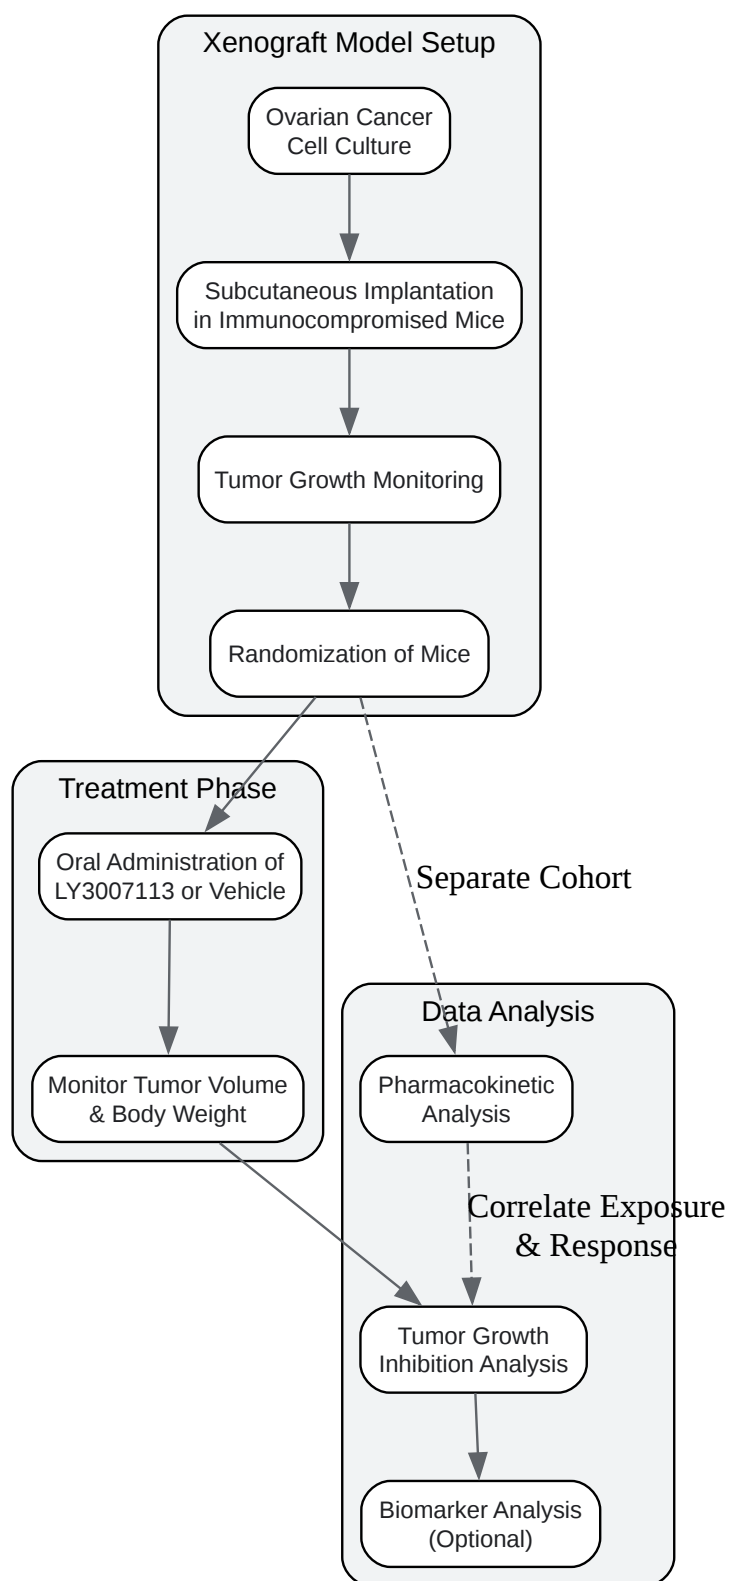 Xenograft Model Setup
Ovarian Cancer
Cell Culture
Subcutaneous Implantation
in Immunocompromised Mice
Tumor Growth Monitoring
Randomization of Mice
Treatment Phase
Oral Administration of
LY3007113 or Vehicle
Separate Cohort
Monitor Tumor Volume
& Body Weight
Data Analysis
Pharmacokinetic
Analysis
Correlate Exposure
& Response
Tumor Growth
Inhibition Analysis
Biomarker Analysis
(Optional)